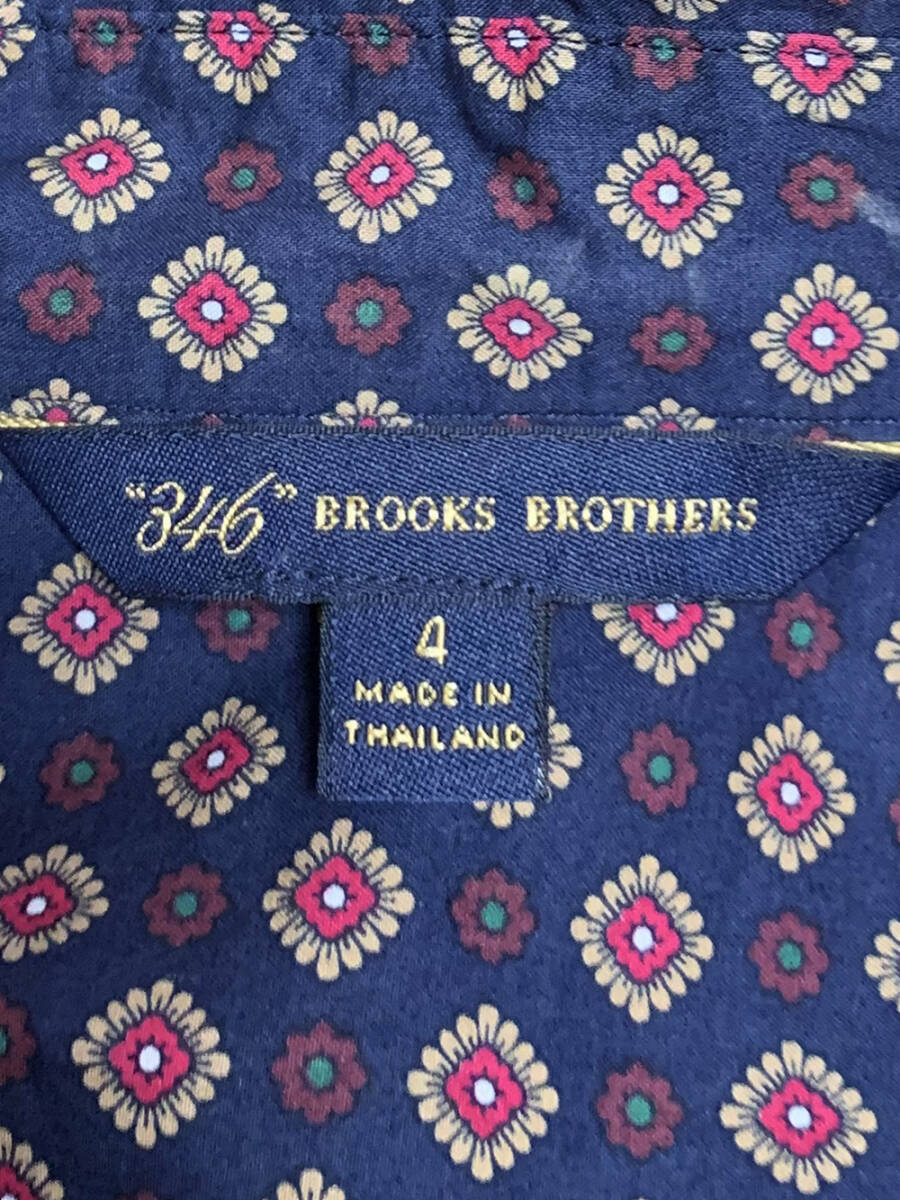 "346" BROOKS BROTHERS
4
MADE IN
THAILAND